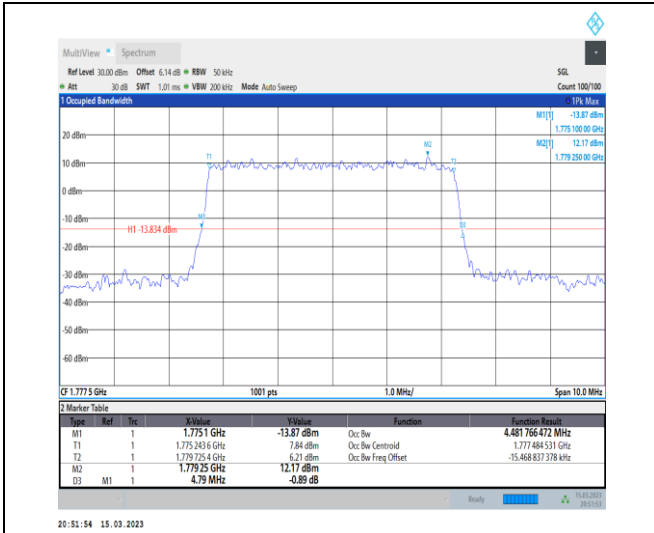 MultiView Spectrum
Ref Level 30.00 dBm Offset 6.14 dB RBW 50 kHz SGL
Att 30 dB SWT 1.01 ms VBW 200 kHz Mode Auto Sweep Count 100/100
1 Occupied Bandwidth 1Pk Max
M1[1] -13.87 dBm
1.775 100 00 GHz
M2[1] 12.17 dBm
1.779 250 00 GHz
20 dBm
M2
T1 T2
10 dBm
0 dBm
-10 dBm
M1
H1 -13.834 dBm
D3
-30 dBm
-40 dBm
-50 dBm
-60 dBm
CF 1.777 5 GHz 1001 pts 1.0 MHz/ Span 10.0 MHz
2 Marker Table
Type Ref Trc X-Value Y-Value Function Function Result
M1 1 1.775 1 GHz -13.87 dBm Occ Bw 4.481 766 472 MHz
T1 1 1.775 243 6 GHz 7.84 dBm Occ Bw Centroid 1.777 484 531 GHz
T2 1 1.779 725 4 GHz 6.21 dBm Occ Bw Freq Offset -15.468 837 378 kHz
M2 1 1.779 25 GHz 12.17 dBm
D3 M1 1 4.79 MHz -0.89 dB
Ready 15.03.2023
20:51:53
20:51:54 15.03.2023